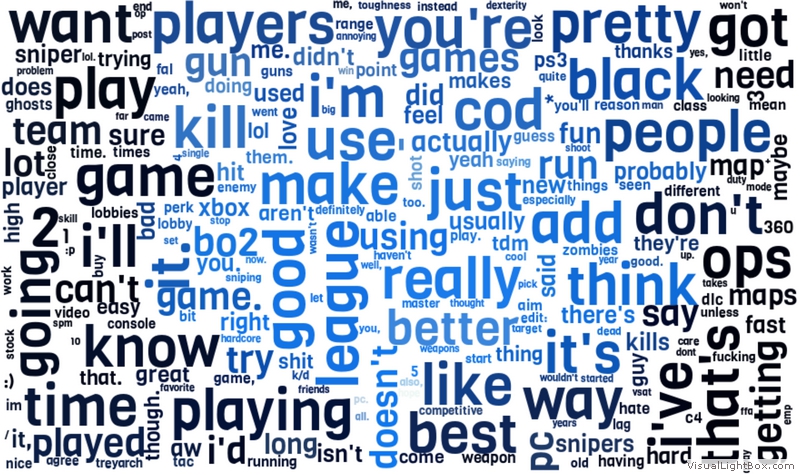 want
end
op
post
players
me,
toughness
instead
dexterity
range
annoying
you're
look
pretty
won't
got
little
sniper
lol.
trying
problem
fal
gun
me.
didn't
games
ps3
thanks
yes,
does
ghosts
play
yeah,
doing
guns
win
point
makes
quite
black
need
looking
c3
mean
far
came
used
i'm
big
did
feel
cod
*
you'll
reason
man
class
team
sure
kill
went
lol
love
use
,
actually
guess
fun
shoot
people
maybe
lot
close
time.
times
4
single
them.
shot
yeah
saying
run
probably
map
+
player
game
hit
enemy
make
just
new
things
seen
different
duty
mode
high
2
skill
lobbies
bad
perk
xbox
aren't
definitely
able
too.
especially
add
don't
u
360
1
:p
i'll
lobby
stop
wasn't
usually
they're
up.
set
bo2
good
league
using
play.
tdm
zombies
ops
work
going
buy
it.
you.
now.
haven't
cool
year
good.
can't
sniping
well,
really
pick
said
think
takes
dlc
maps
video
easy
game.
let
master
thought
aim
unless
spm
console
bit
right
you,
better
edit:
target
there's
say
fast
stock
10
know
hardcore
try
shit
weapons
start
thing
it's
dead
kills
care
dont
that's
fucking
:)
that.
great
k/d
doesn't
5
also,
like
wouldn't
started
guy
vsat
i've
getting
im
time
favorite
game,
friends
pc.
way
hate
c4
ffa
emp
though.
playing
all.
competitive
best
years
lag
/
it,
played
aw
i'd
long
isn't
pc
snipers
hard
nice
agree
treyarch
tac
running
come
weapon
old
having
VisualLightBox.com